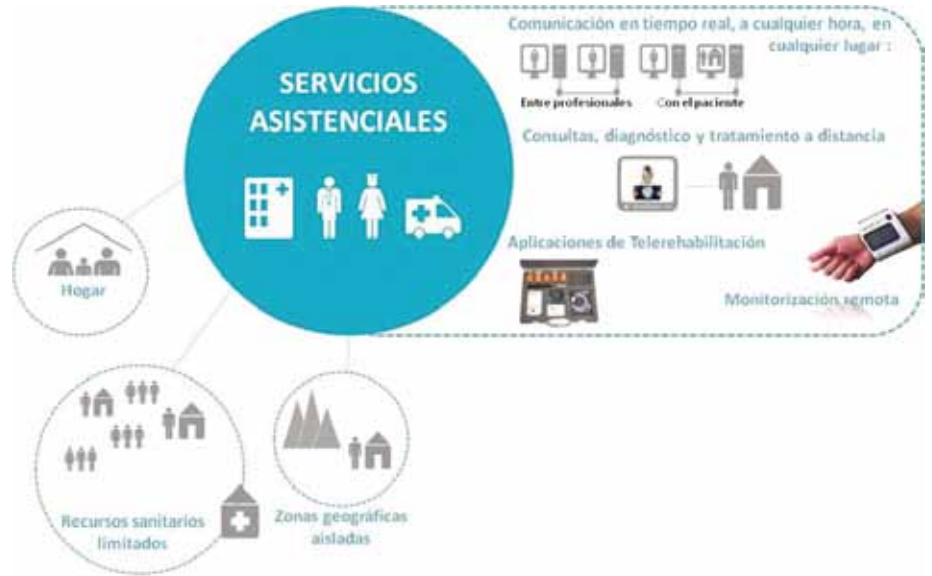 Comunicación en tiempo real, a cualquier hora, en
cualquier lugar :
Entre profesionales
Con el paciente
SERVICIOS
ASISTENCIALES
Consultas, diagnóstico y tratamiento a distancia
Aplicaciones de Telerehabilitación
Monitorización remota
Hogar
Recursos sanitarios
limitados
Zonas geográficas
aisladas